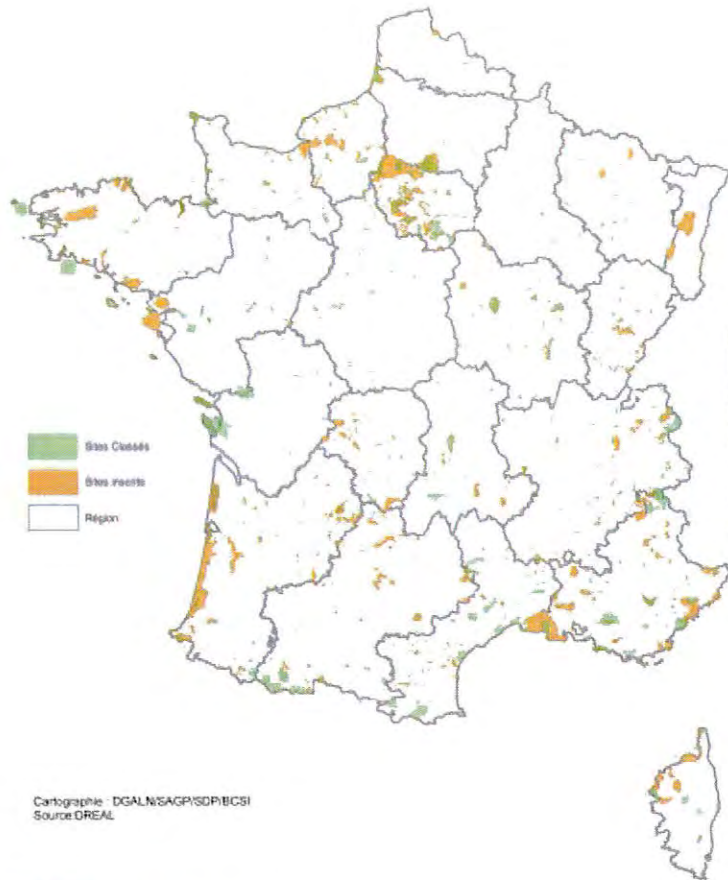 Sites Classés
Sites inscrits
Région
Cartographie : DGALN/SAGP/SDP/BCSI
Source:DREAL